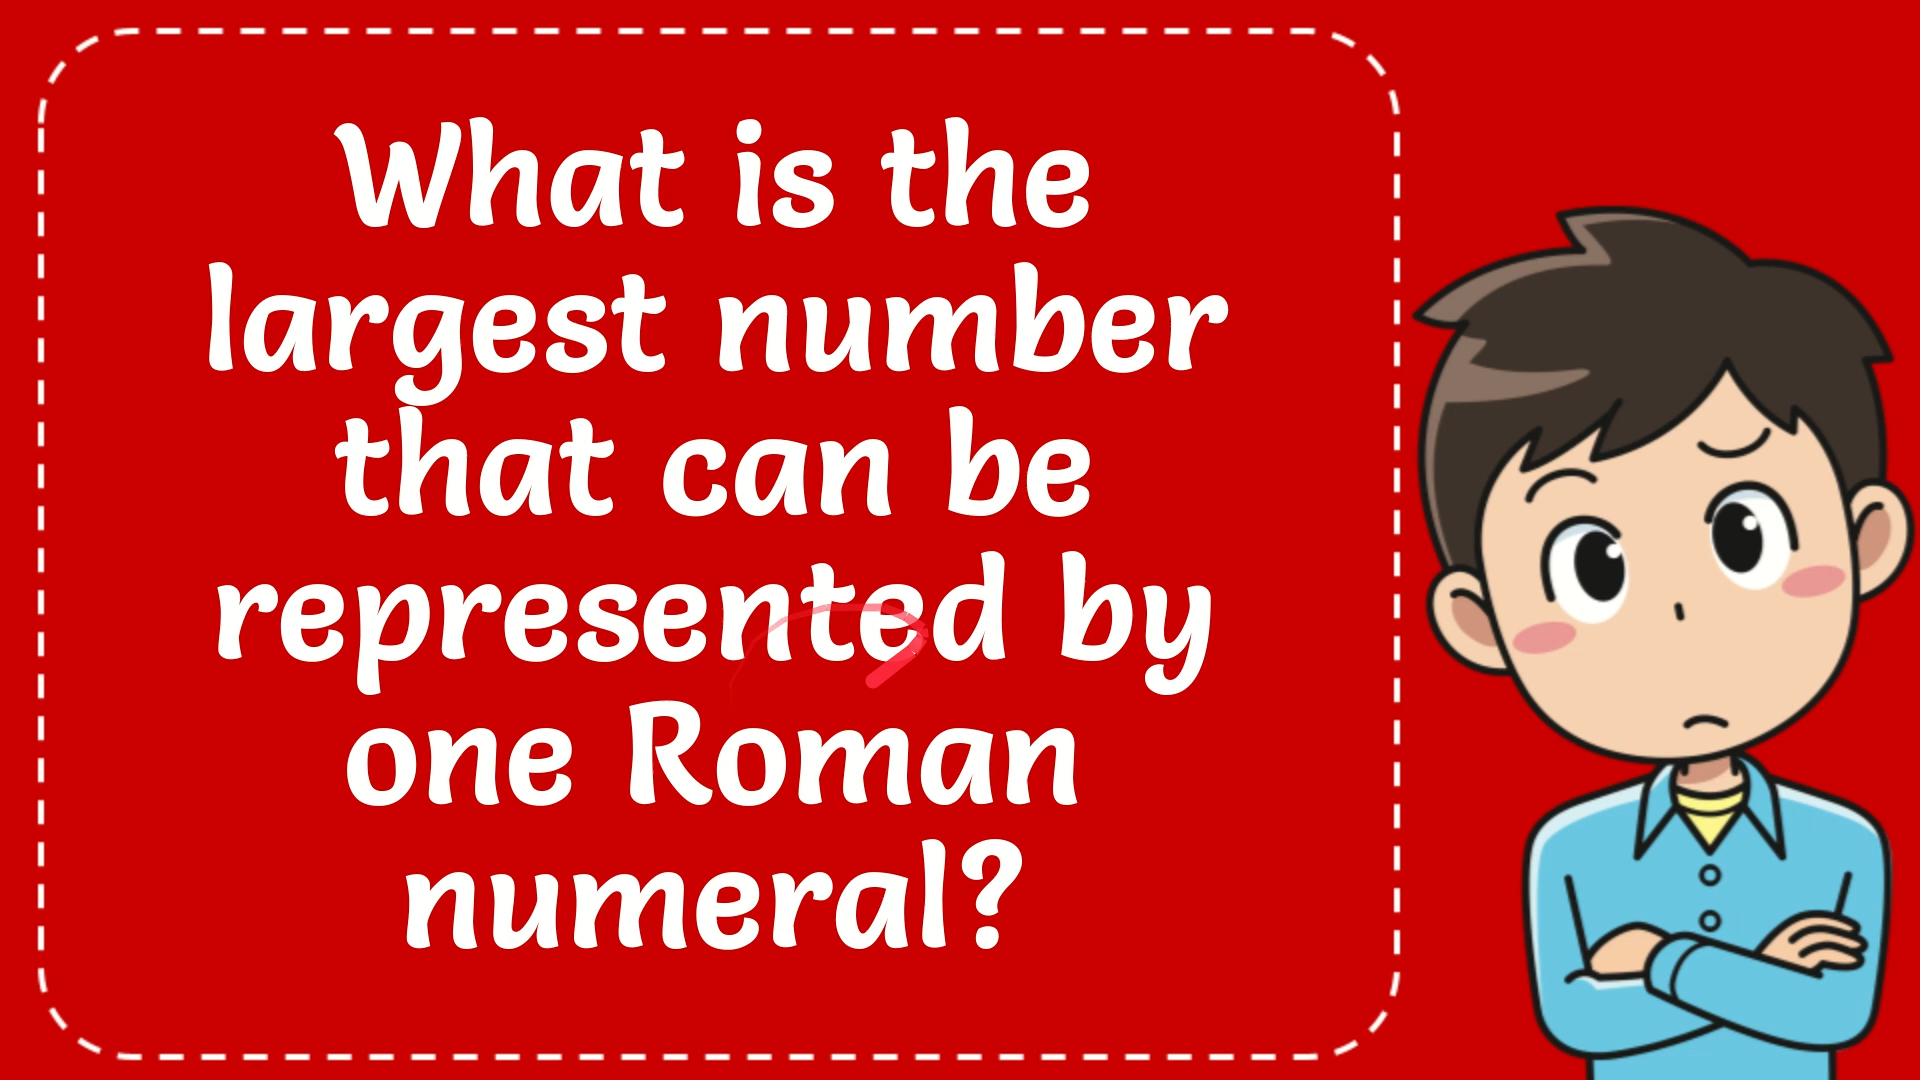 What is the
largest number
that can be
represented by
one Roman
numeral?